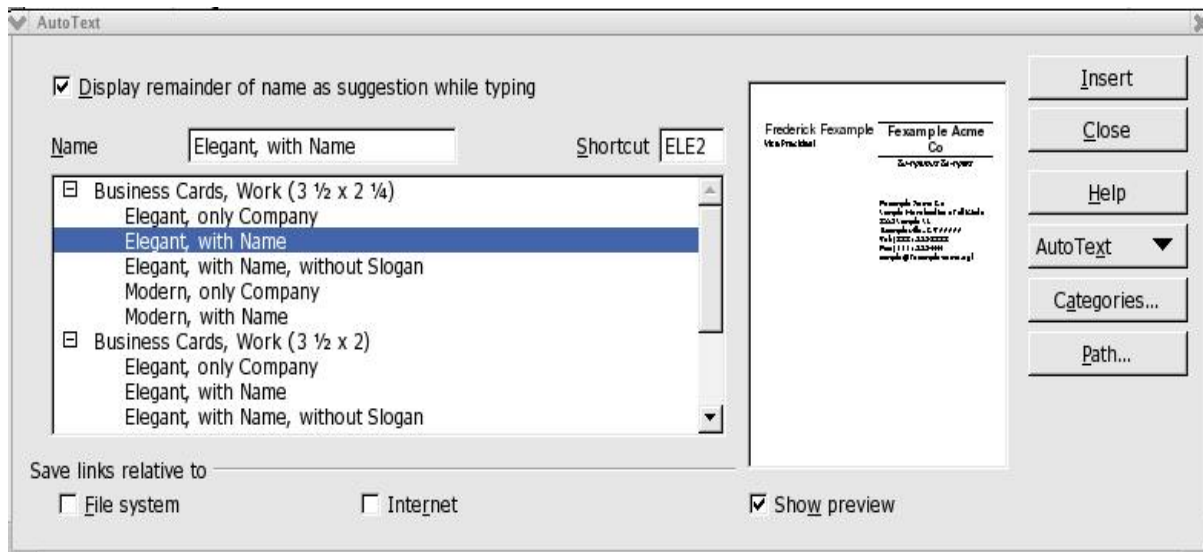 AutoText
Display remainder of name as suggestion while typing
Name Elegant, with Name Shortcut ELE2
Business Cards, Work (3 ½ x 2 ¼)
Elegant, only Company
Elegant, with Name
Elegant, with Name, without Slogan
Modern, only Company
Modern, with Name
Business Cards, Work (3 ½ x 2)
Elegant, only Company
Elegant, with Name
Elegant, with Name, without Slogan
Save links relative to
File system Internet
Frederick Fexample
Vice President
Fexample Acme
Co
Show preview
Insert
Close
Help
AutoText
Categories...
Path...